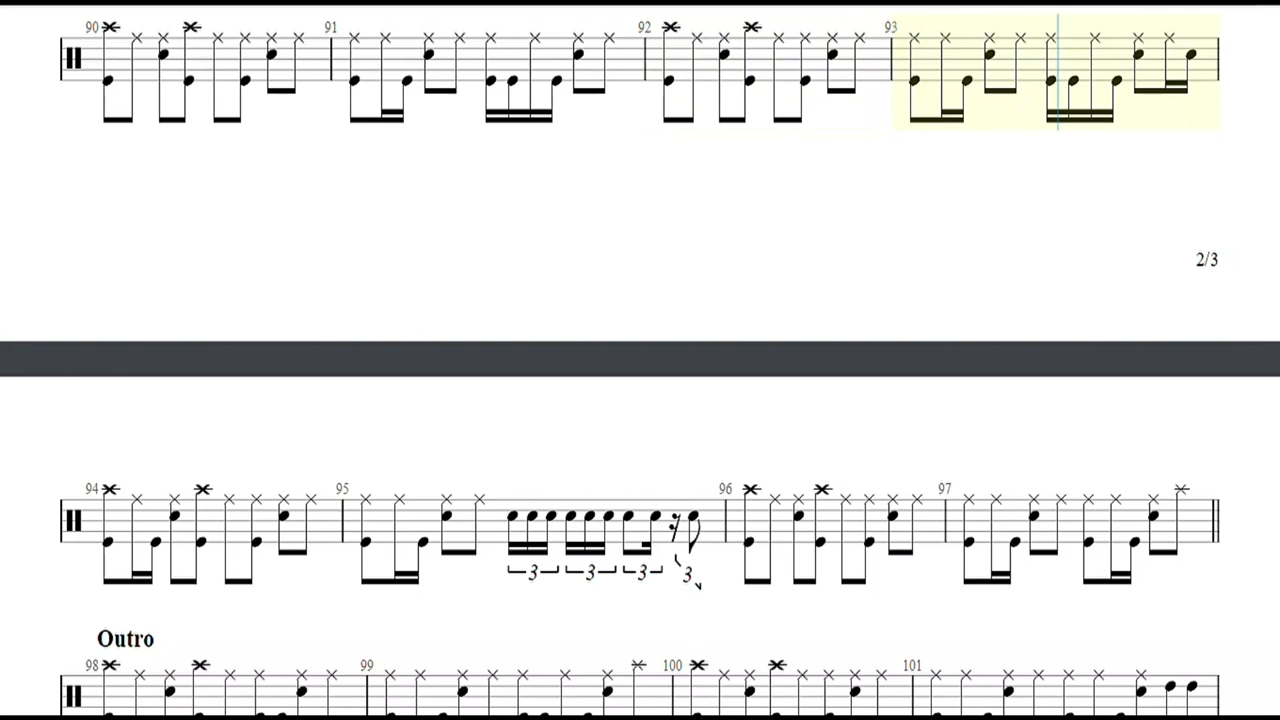 90 91 92 93
2/3
94 95 96 97
3 3 3 3
Outro
98 99 100 101